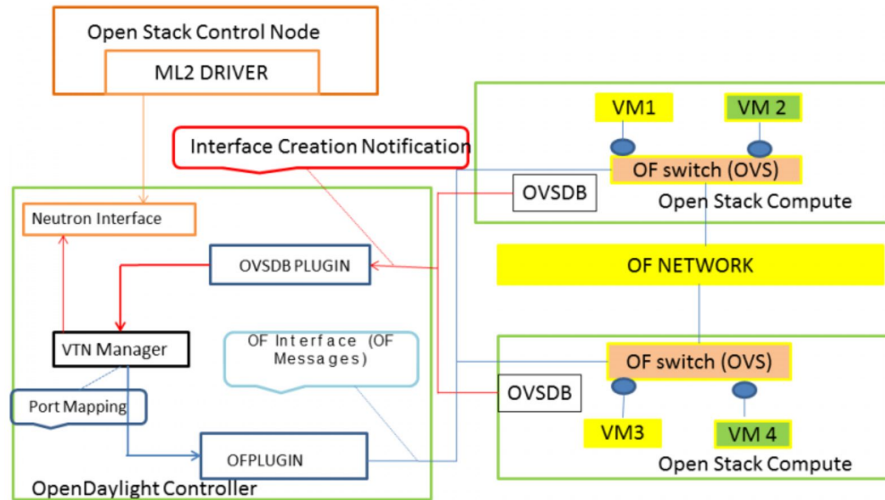 Open Stack Control Node
ML2 DRIVER
Interface Creation Notification
Neutron Interface
OVSDB PLUGIN
VTN Manager
OF Interface (OF
Messages)
Port Mapping
OFPLUGIN
OpenDaylight Controller
VM1
VM 2
OF switch (OVS)
OVSDB
Open Stack Compute
OF NETWORK
OF switch (OVS)
OVSDB
VM3
VM 4
Open Stack Compute